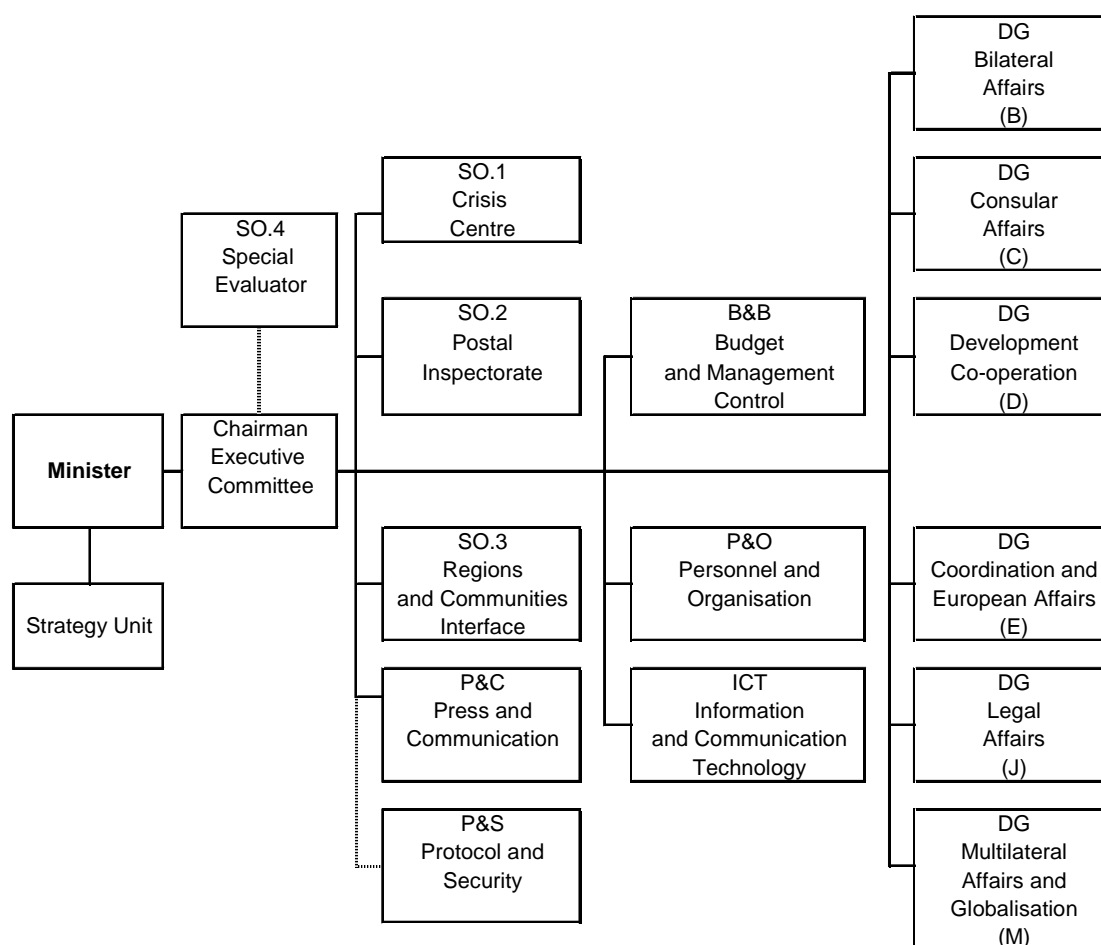 DG
Bilateral
Affairs
(B)
SO.1
Crisis
Centre
DG
Consular
Affairs
(C)
SO.4
Special
Evaluator
SO.2
Postal
Inspectorate
B&B
Budget
and Management
Control
DG
Development
Co-operation
(D)
Minister
Chairman
Executive
Committee
Strategy Unit
SO.3
Regions
and Communities
Interface
P&O
Personnel and
Organisation
DG
Coordination and
European Affairs
(E)
P&C
Press and
Communication
ICT
Information
and Communication
Technology
DG
Legal
Affairs
(J)
P&S
Protocol and
Security
DG
Multilateral
Affairs and
Globalisation
(M)